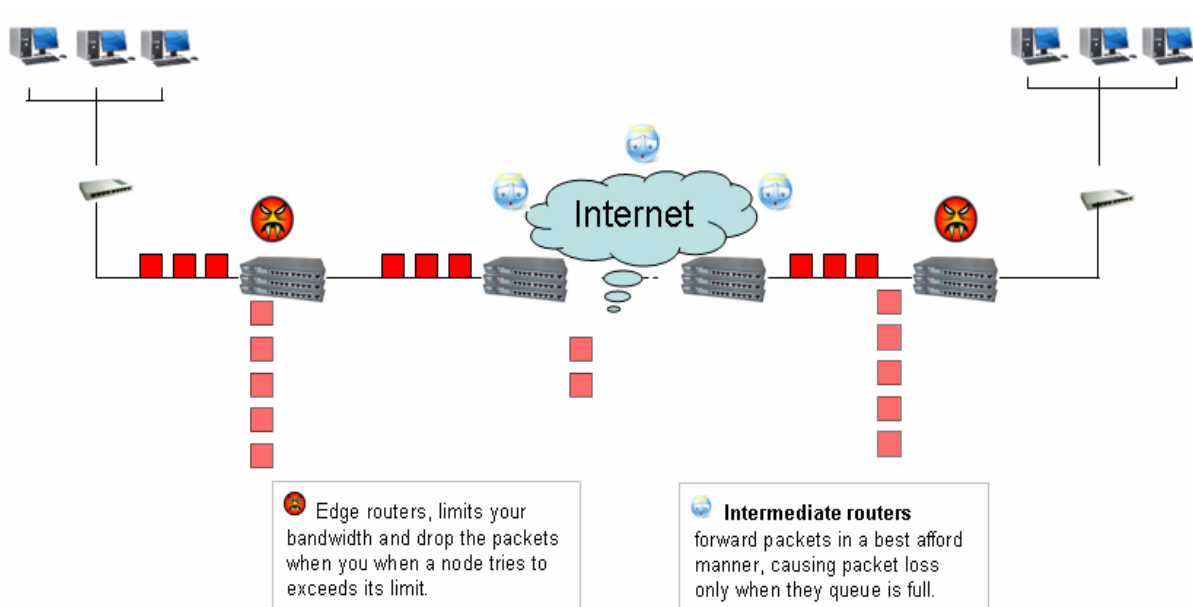 Internet
Edge routers, limits your
bandwidth and drop the packets
when you when a node tries to
exceeds its limit.
Intermediate routers
forward packets in a best afford
manner, causing packet loss
only when they queue is full.